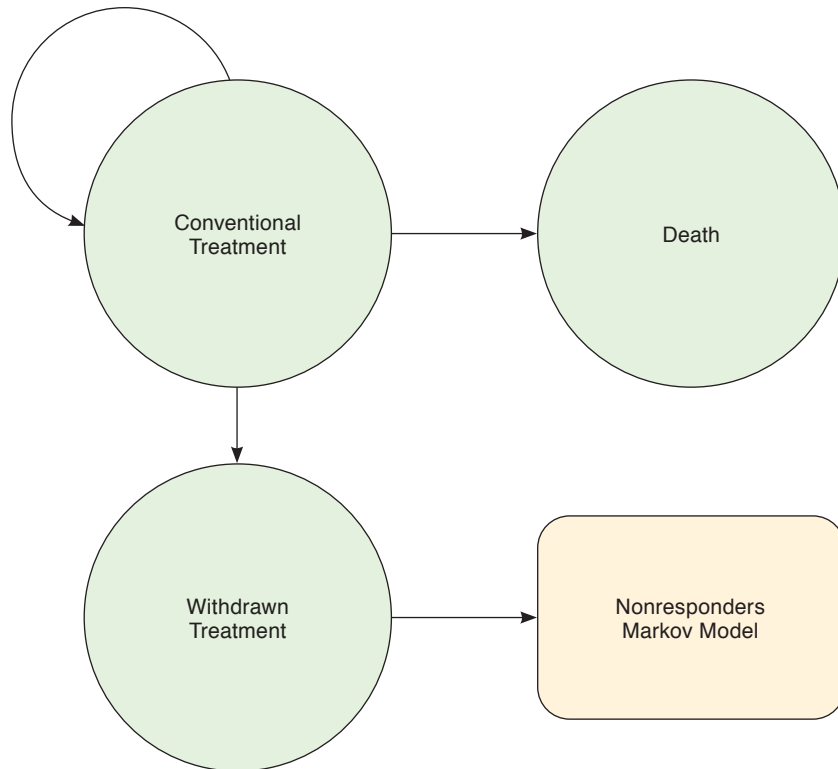 Conventional
Treatment
Death
Withdrawn
Treatment
Nonresponders
Markov Model